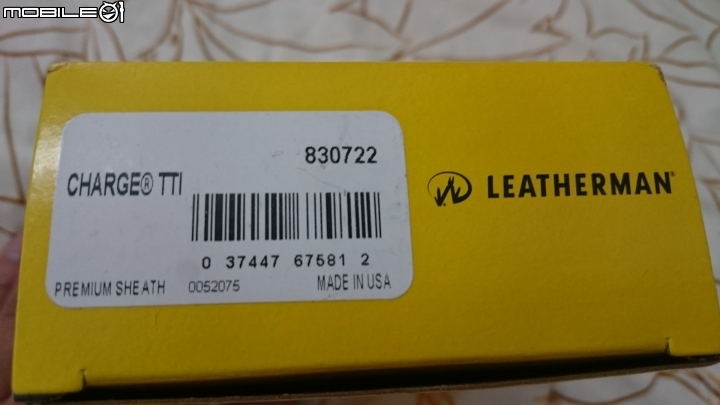 MOBILE01
830722
CHARGE® TTI
LEATHERMAN®
0 37447 67581 2
PREMIUM SHEATH 0052075 MADE IN USA